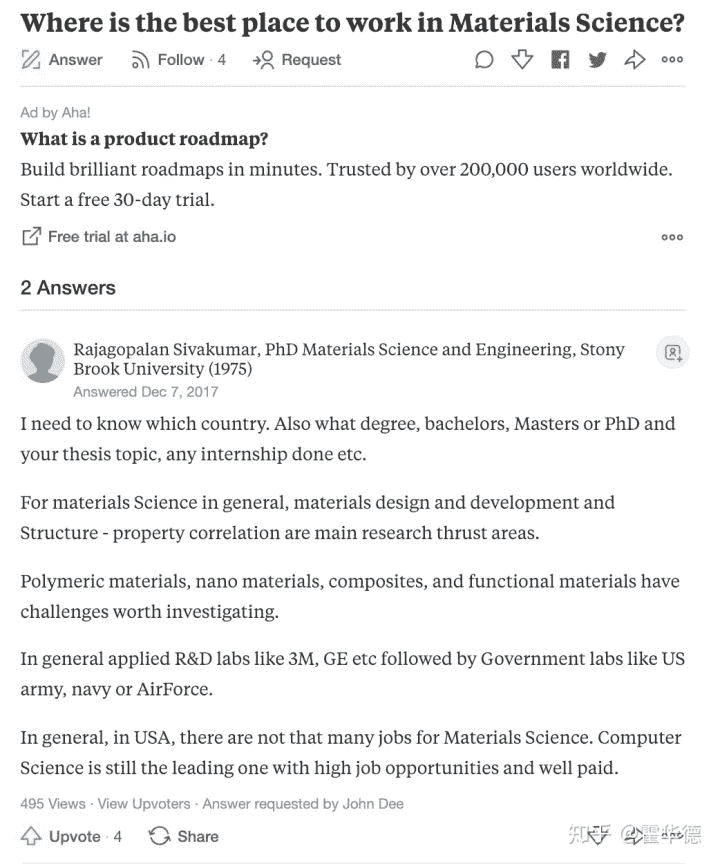 Where is the best place to work in Materials Science?
Answer Follow · 4 Request
Ad by Aha!
What is a product roadmap?
Build brilliant roadmaps in minutes. Trusted by over 200,000 users worldwide.
Start a free 30-day trial.
Free trial at aha.io
2 Answers
Rajagopalan Sivakumar, PhD Materials Science and Engineering, Stony
Brook University (1975)
Answered Dec 7, 2017
I need to know which country. Also what degree, bachelors, Masters or PhD and
your thesis topic, any internship done etc.
For materials Science in general, materials design and development and
Structure - property correlation are main research thrust areas.
Polymeric materials, nano materials, composites, and functional materials have
challenges worth investigating.
In general applied R&D labs like 3M, GE etc followed by Government labs like US
army, navy or AirForce.
In general, in USA, there are not that many jobs for Materials Science. Computer
Science is still the leading one with high job opportunities and well paid.
495 Views · View Upvoters · Answer requested by John Dee
Upvote · 4 Share
知乎 @霍华德